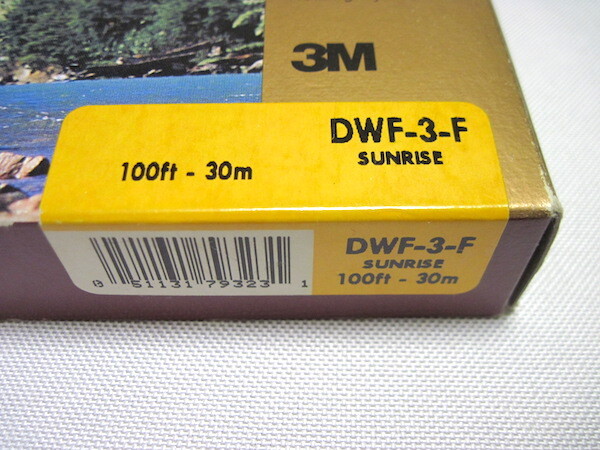 3M
DWF-3-F
SUNRISE
100ft - 30m
DWF-3-F
SUNRISE
100ft - 30m
0 51131 79323 1